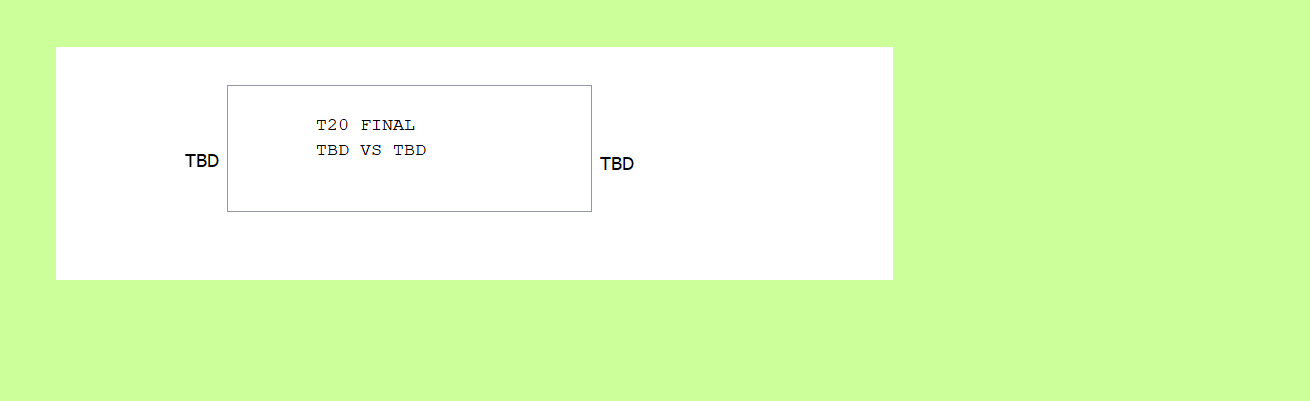 T20 FINAL
TBD VS TBD
TBD
TBD